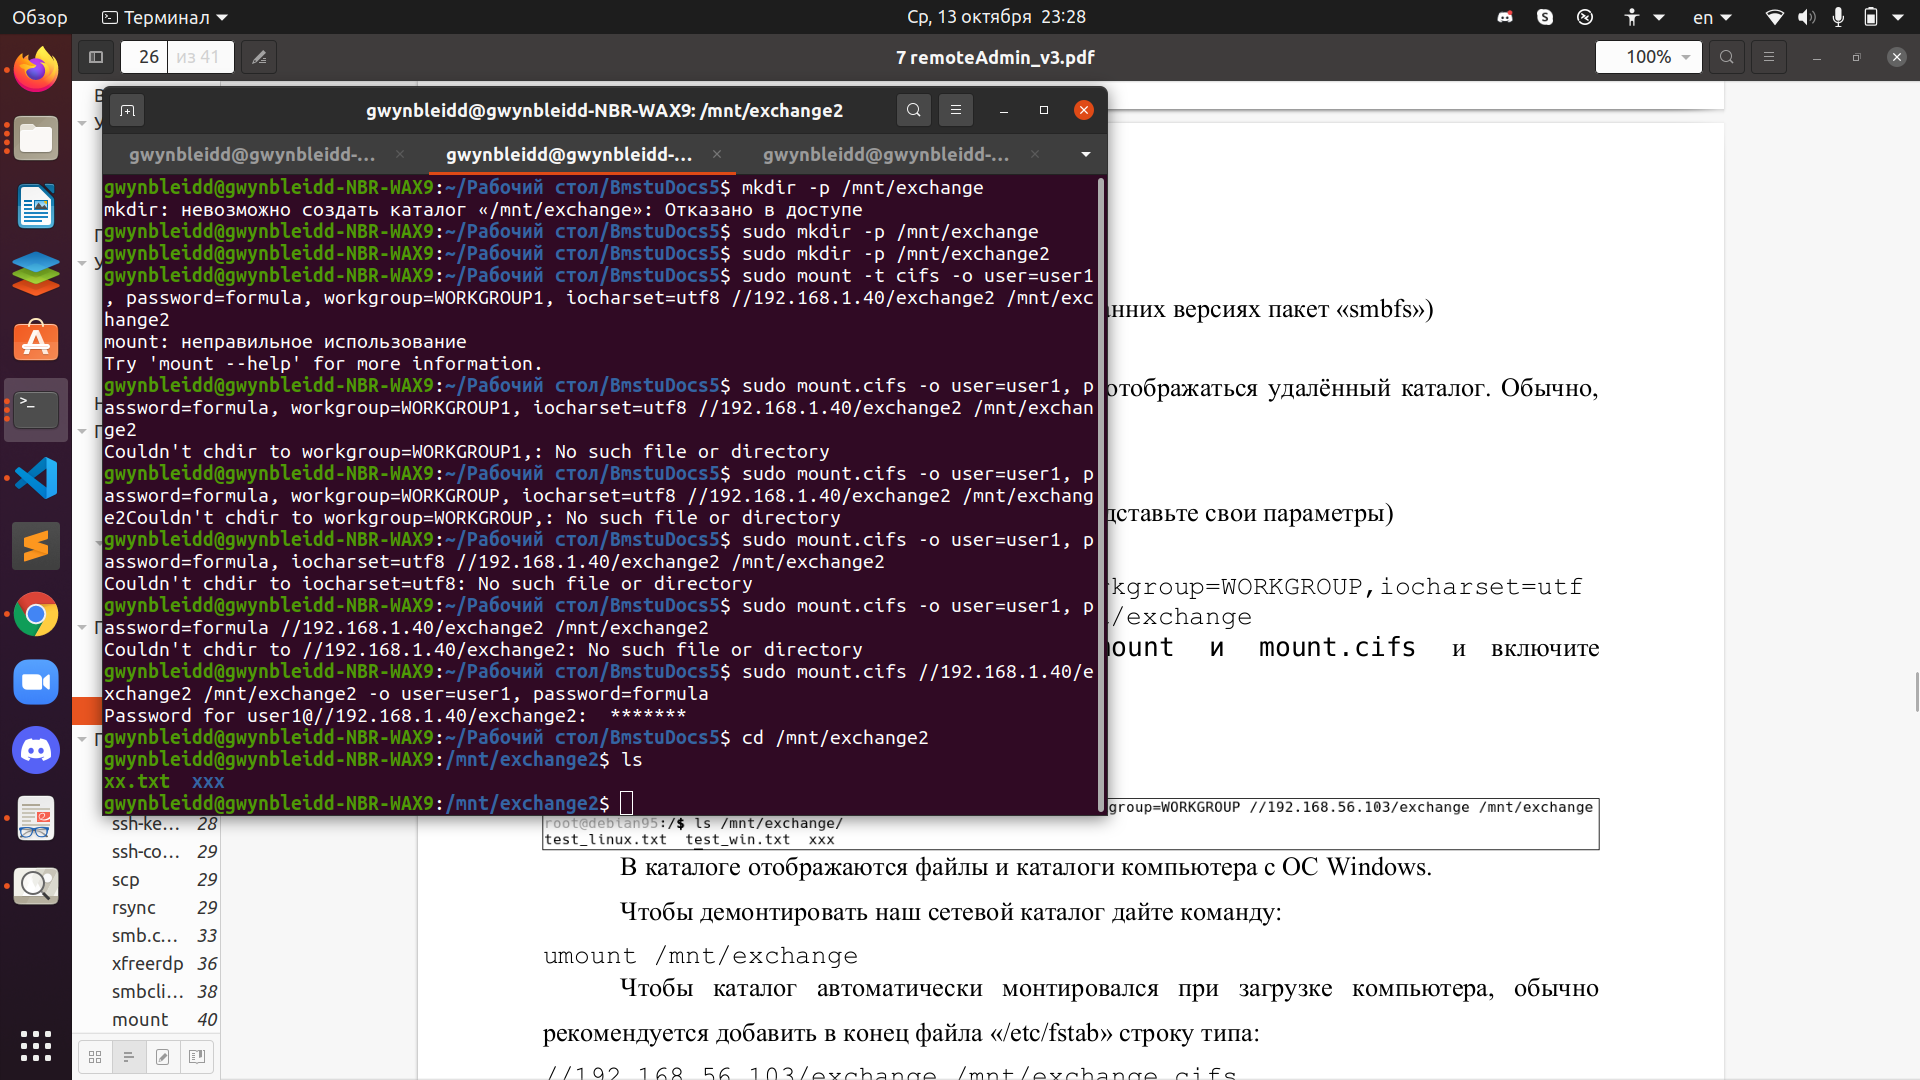 Обзор
Терминал
Ср, 13 октября 23:28
en
26 из 41
7 remoteAdmin_v3.pdf
100%
gwynbleidd@gwynbleidd-NBR-WAX9: /mnt/exchange2
gwynbleidd@gwynbleidd-...
gwynbleidd@gwynbleidd-...
gwynbleidd@gwynbleidd-...
gwynbleidd@gwynbleidd-NBR-WAX9:~/Рабочий стол/BmstuDocs5$ mkdir -p /mnt/exchange
mkdir: невозможно создать каталог «/mnt/exchange»: Отказано в доступе
gwynbleidd@gwynbleidd-NBR-WAX9:~/Рабочий стол/BmstuDocs5$ sudo mkdir -p /mnt/exchange
gwynbleidd@gwynbleidd-NBR-WAX9:~/Рабочий стол/BmstuDocs5$ sudo mkdir -p /mnt/exchange2
gwynbleidd@gwynbleidd-NBR-WAX9:~/Рабочий стол/BmstuDocs5$ sudo mount -t cifs -o user=user1
, password=formula, workgroup=WORKGROUP1, iocharset=utf8 //192.168.1.40/exchange2 /mnt/exc
hange2
mount: неправильное использование
Try 'mount --help' for more information.
gwynbleidd@gwynbleidd-NBR-WAX9:~/Рабочий стол/BmstuDocs5$ sudo mount.cifs -o user=user1, p
assword=formula, workgroup=WORKGROUP1, iocharset=utf8 //192.168.1.40/exchange2 /mnt/exchan
ge2
Couldn't chdir to workgroup=WORKGROUP1,: No such file or directory
gwynbleidd@gwynbleidd-NBR-WAX9:~/Рабочий стол/BmstuDocs5$ sudo mount.cifs -o user=user1, p
assword=formula, workgroup=WORKGROUP, iocharset=utf8 //192.168.1.40/exchange2 /mnt/exchang
e2Couldn't chdir to workgroup=WORKGROUP,: No such file or directory
gwynbleidd@gwynbleidd-NBR-WAX9:~/Рабочий стол/BmstuDocs5$ sudo mount.cifs -o user=user1, p
assword=formula, iocharset=utf8 //192.168.1.40/exchange2 /mnt/exchange2
Couldn't chdir to iocharset=utf8: No such file or directory
gwynbleidd@gwynbleidd-NBR-WAX9:~/Рабочий стол/BmstuDocs5$ sudo mount.cifs -o user=user1, p
assword=formula //192.168.1.40/exchange2 /mnt/exchange2
Couldn't chdir to //192.168.1.40/exchange2: No such file or directory
gwynbleidd@gwynbleidd-NBR-WAX9:~/Рабочий стол/BmstuDocs5$ sudo mount.cifs //192.168.1.40/e
xchange2 /mnt/exchange2 -o user=user1, password=formula
Password for user1@//192.168.1.40/exchange2:  *******
gwynbleidd@gwynbleidd-NBR-WAX9:~/Рабочий стол/BmstuDocs5$ cd /mnt/exchange2
gwynbleidd@gwynbleidd-NBR-WAX9:/mnt/exchange2$ ls
xx.txt  xxx
gwynbleidd@gwynbleidd-NBR-WAX9:/mnt/exchange2$
версиях пакет «smbfs»)
отображаться удалённый каталог. Обычно,
свои параметры)
kgroup=WORKGROUP,iocharset=utf
/exchange
mount и mount.cifs и включите
group=WORKGROUP //192.168.56.103/exchange /mnt/exchange
root@debian95:/$ ls /mnt/exchange/
test_linux.txt  test_win.txt  xxx
В каталоге отображаются файлы и каталоги компьютера с ОС Windows.
Чтобы демонтировать наш сетевой каталог дайте команду:
umount /mnt/exchange
Чтобы каталог автоматически монтировался при загрузке компьютера, обычно
рекомендуется добавить в конец файла «/etc/fstab» строку типа:
//192.168.56.103/exchange /mnt/exchange cifs
ssh-ke... 28
ssh-co... 29
scp 29
rsync 29
smb.c... 33
xfreerdp 36
smbcli... 38
mount 40